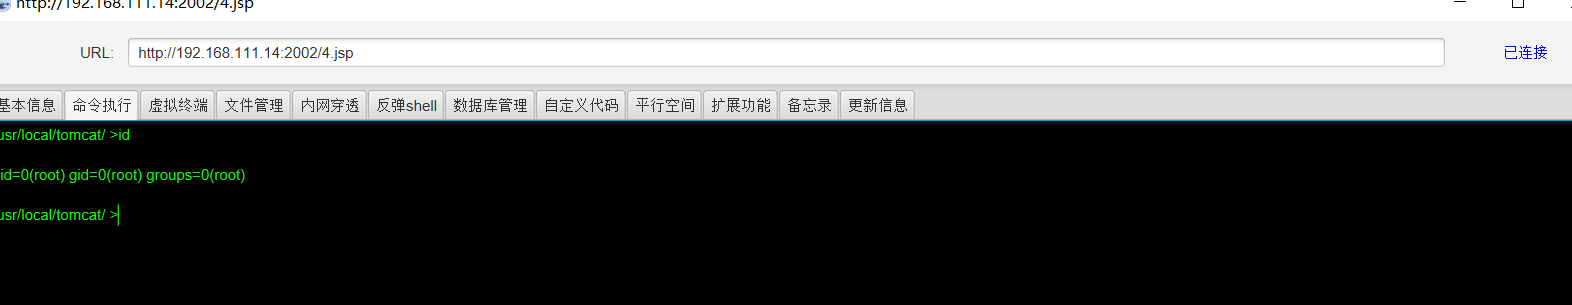 http://192.168.111.14:2002/4.jsp
URL: http://192.168.111.14:2002/4.jsp 已连接
基本信息 命令执行 虚拟终端 文件管理 内网穿透 反弹shell 数据库管理 自定义代码 平行空间 扩展功能 备忘录 更新信息
usr/local/tomcat/ >id
id=0(root) gid=0(root) groups=0(root)
usr/local/tomcat/ >